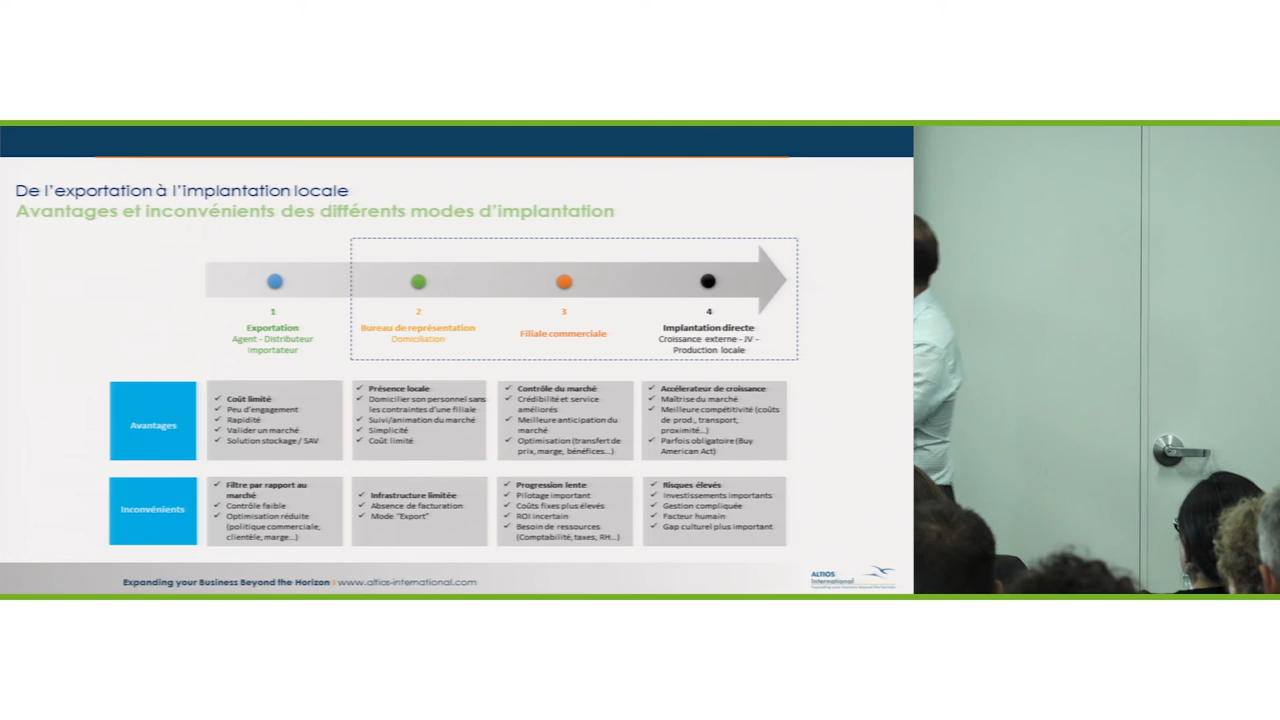 De l'exportation à l'implantation locale
Avantages et inconvénients des différents modes d'implantation
1
Exportation
Agent - Distributeur
Importateur
2
Bureau de représentation
Domiciliation
3
Filiale commerciale
4
Implantation directe
Croissance externe - JV -
Production locale
Avantages
✓ Coût limité
✓ Peu d'engagement
✓ Rapidité
✓ Valider un marché
✓ Solution stockage / SAV
✓ Présence locale
✓ Domicilier son personnel sans
les contraintes d'une filiale
✓ Suivi/animation du marché
✓ Simplicité
✓ Coût limité
✓ Contrôle du marché
✓ Crédibilité et service
améliorés
✓ Meilleure anticipation du
marché
✓ Optimisation (transfert de
prix, marge, bénéfices...)
✓ Accélerateur de croissance
✓ Maîtrise du marché
✓ Meilleure compétitivité (coûts
de prod., transport,
proximité...)
✓ Parfois obligatoire (Buy
American Act)
Inconvénients
✓ Filtre par rapport au
marché
✓ Contrôle faible
✓ Optimisation réduite
(politique commerciale,
clientèle, marge...)
✓ Infrastructure limitée
✓ Absence de facturation
✓ Mode "Export"
✓ Progression lente
✓ Pilotage important
✓ Coûts fixes plus élevés
✓ ROI incertain
✓ Besoin de ressources
(Comptabilité, taxes, RH...)
✓ Risques élevés
✓ Investissements importants
✓ Gestion compliquée
✓ Facteur humain
✓ Gap culturel plus important
Expanding your Business Beyond the Horizon I www.altios-international.com
ALTIOS
International
Expanding your business beyond the horizon